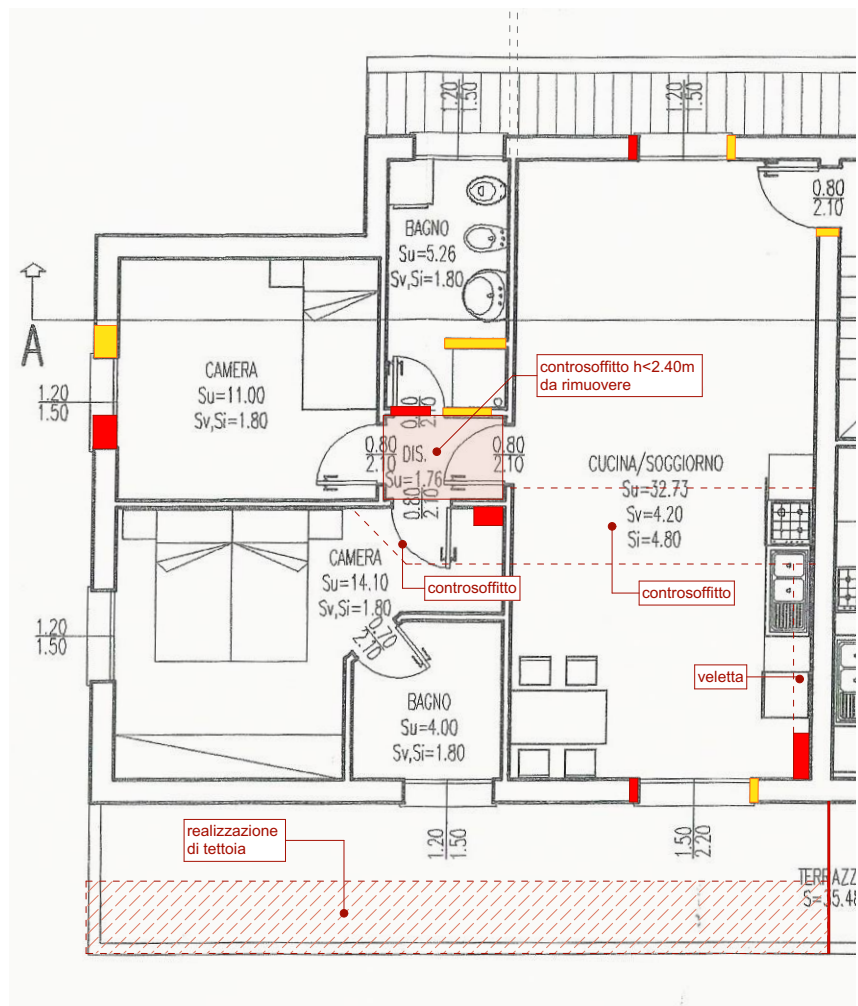 1.20
1.50
1.20
1.50
0.80
2.10
BAGNO
Su=5.26
Sv,Si=1.80
A
CAMERA
Su=11.00
Sv,Si=1.80
1.20
1.50
controsoffitto h<2.40m
da rimuovere
0.80
2.10
DIS.
Su=1.76
0.80
2.10
0.80
2.10
CUCINA/SOGGIORNO
Su=32.73
Sv=4.20
Si=4.80
CAMERA
Su=14.10
Sv,Si=1.80
controsoffitto
controsoffitto
1.20
1.50
0.70
2.10
veletta
BAGNO
Su=4.00
Sv,Si=1.80
realizzazione
di tettoia
1.20
1.50
1.50
2.20
TERRAZZ
S=35.48